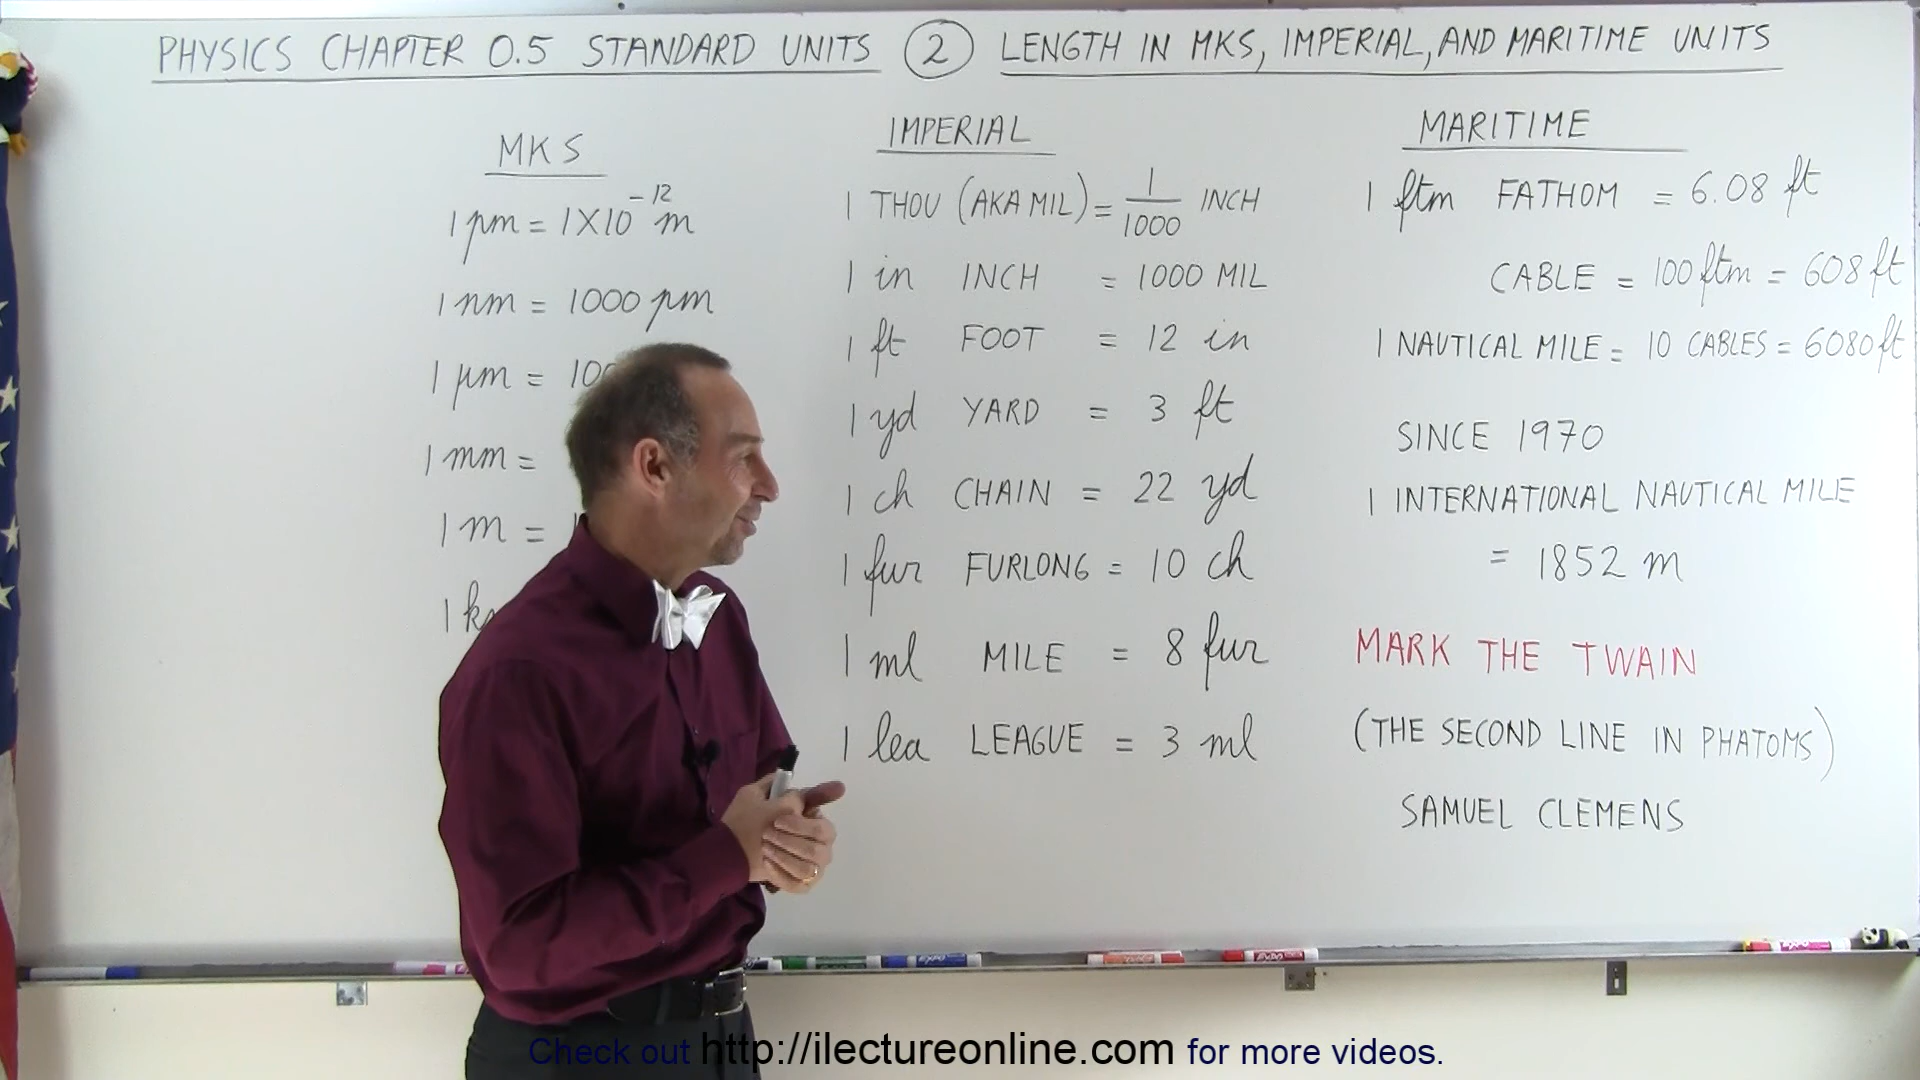 PHYSICS CHAPTER 0.5 STANDARD UNITS 2 LENGTH IN MKS, IMPERIAL, AND MARITIME UNITS
MKS
1 pm = 1X10⁻¹² m
1 nm = 1000 pm
1 μm =
1 mm =
1 m =
IMPERIAL
1 THOU (AKA MIL) = 1/1000 INCH
1 in INCH = 1000 MIL
1 ft FOOT = 12 in
1 yd YARD = 3 ft
1 ch CHAIN = 22 yd
1 fur FURLONG = 10 ch
1 ml MILE = 8 fur
1 lea LEAGUE = 3 ml
MARITIME
1 ftm FATHOM = 6.08 ft
CABLE = 100 ftm = 608 ft
1 NAUTICAL MILE = 10 CABLES = 6080 ft
SINCE 1970
1 INTERNATIONAL NAUTICAL MILE
= 1852 m
MARK THE TWAIN
(THE SECOND LINE IN PHATOMS)
SAMUEL CLEMENS
Check out http://ilectureonline.com for more videos.